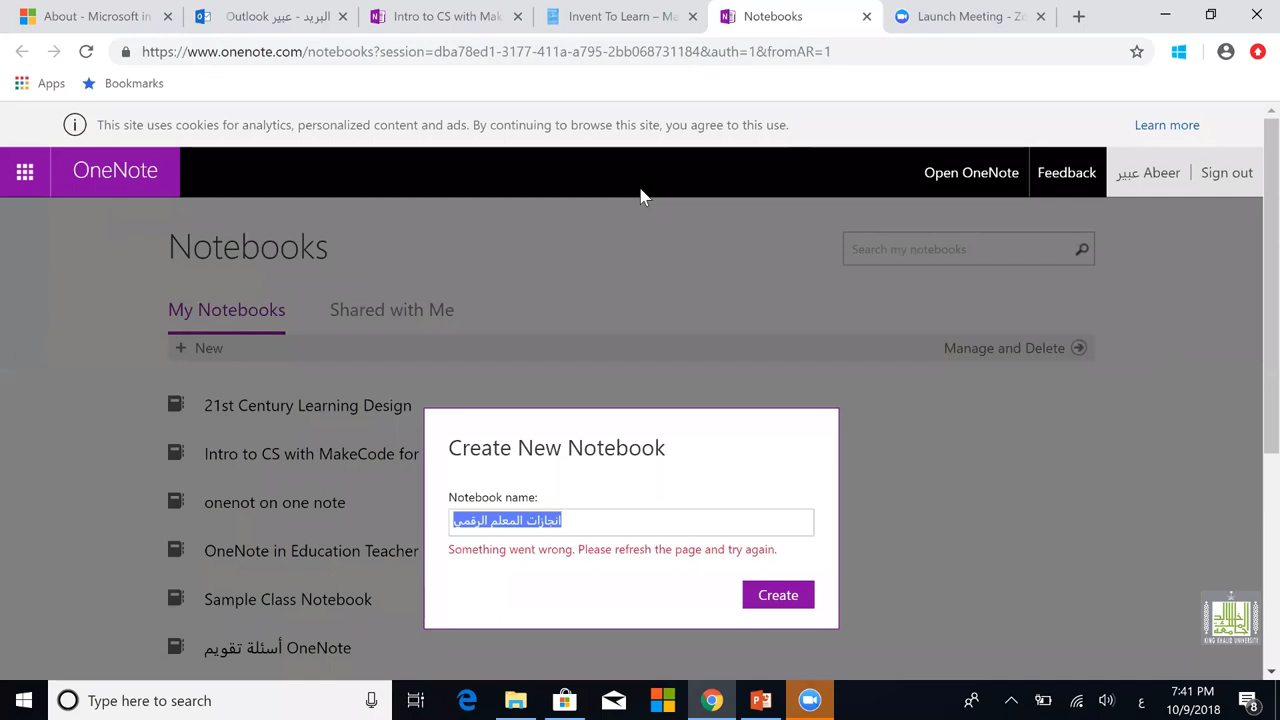 About - Microsoft in
البريد - عبير Outlook
Intro to CS with MakeC
Invent To Learn – Ma
Notebooks
Launch Meeting - Zo
https://www.onenote.com/notebooks?session=dba78ed1-3177-411a-a795-2bb068731184&auth=1&fromAR=1
Apps
Bookmarks
This site uses cookies for analytics, personalized content and ads. By continuing to browse this site, you agree to this use.
Learn more
OneNote
Open OneNote
Feedback
عبير Abeer
Sign out
Notebooks
Search my notebooks
My Notebooks
Shared with Me
+ New
Manage and Delete
21st Century Learning Design
Intro to CS with MakeCode for
onenot on one note
OneNote in Education Teacher
Sample Class Notebook
أسئلة تقويم OneNote
Create New Notebook
Notebook name:
انجازات المعلم الرقمي
Something went wrong. Please refresh the page and try again.
Create
KING KHALID UNIVERSITY
Type here to search
ع
7:41 PM
10/9/2018
8